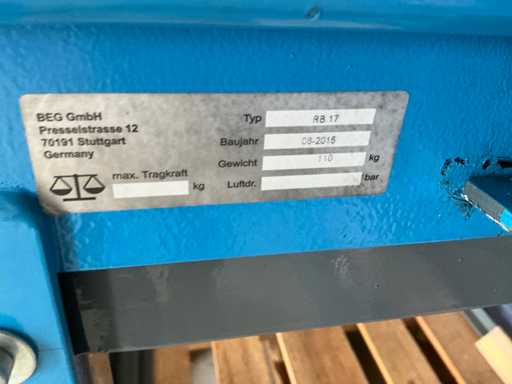 BEG GmbH
Presselstrasse 12
70191 Stuttgart
Germany
max. Tragkraft kg
Typ RB 17
Baujahr 08-2015
Gewicht 110 kg
Luftdr. bar